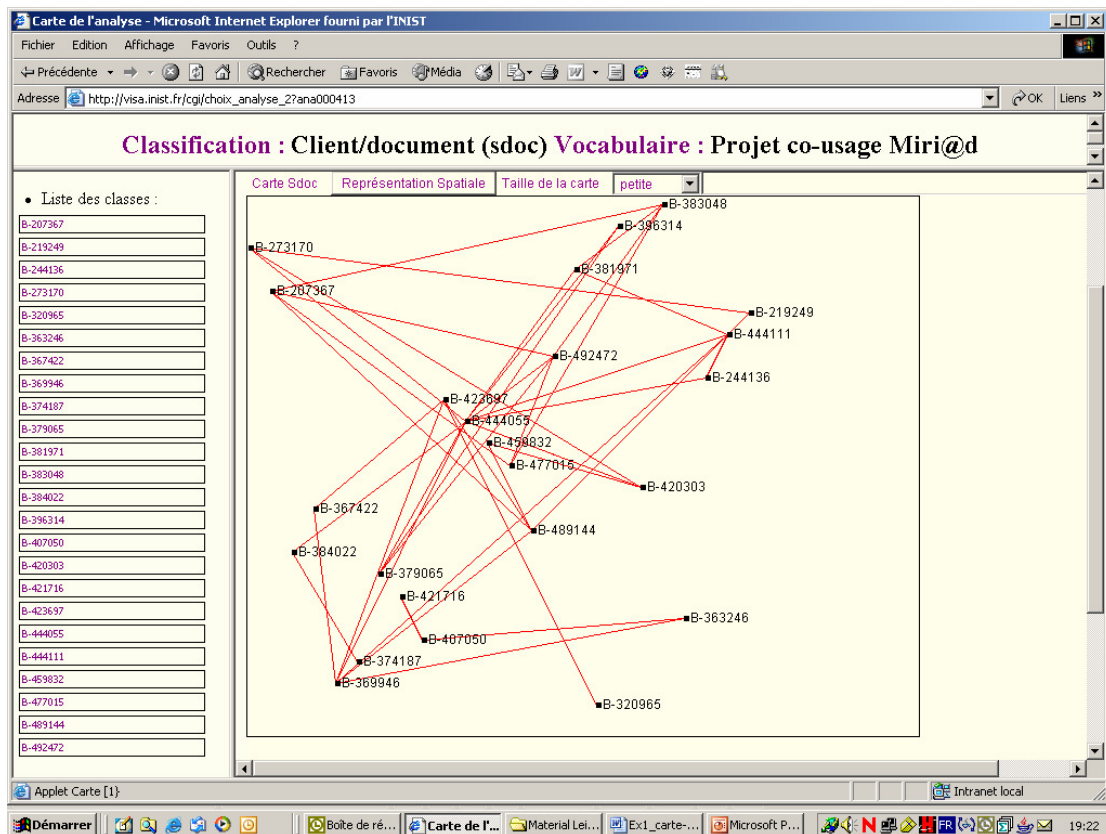 Carte de l'analyse - Microsoft Internet Explorer fourni par l'INIST
Fichier Edition Affichage Favoris Outils ?
Précédente Rechercher Favoris Média
Adresse http://visa.inist.fr/cgi/choix_analyse_2?ana000413 OK Liens »
Classification : Client/document (sdoc) Vocabulaire : Projet co-usage Miri@d
• Liste des classes :
B-207367
B-219249
B-244136
B-273170
B-320965
B-363246
B-367422
B-369946
B-374187
B-379065
B-381971
B-383048
B-384022
B-396314
B-407050
B-420303
B-421716
B-423697
B-444055
B-444111
B-459832
B-477015
B-489144
B-492472
Carte Sdoc Représentation Spatiale Taille de la carte petite
B-383048
B-396314
B-273170
B-381971
B-207367
B-219249
B-444111
B-492472
B-244136
B-423697
B-444055
B-459832
B-477015
B-420303
B-367422
B-489144
B-384022
B-379065
B-421716
B-363246
B-407050
B-374187
B-369946
B-320965
Applet Carte [1} Intranet local
Démarrer Boîte de ré... Carte de l'... Material Lei... Ex1_carte-... Microsoft P... FR 19:22